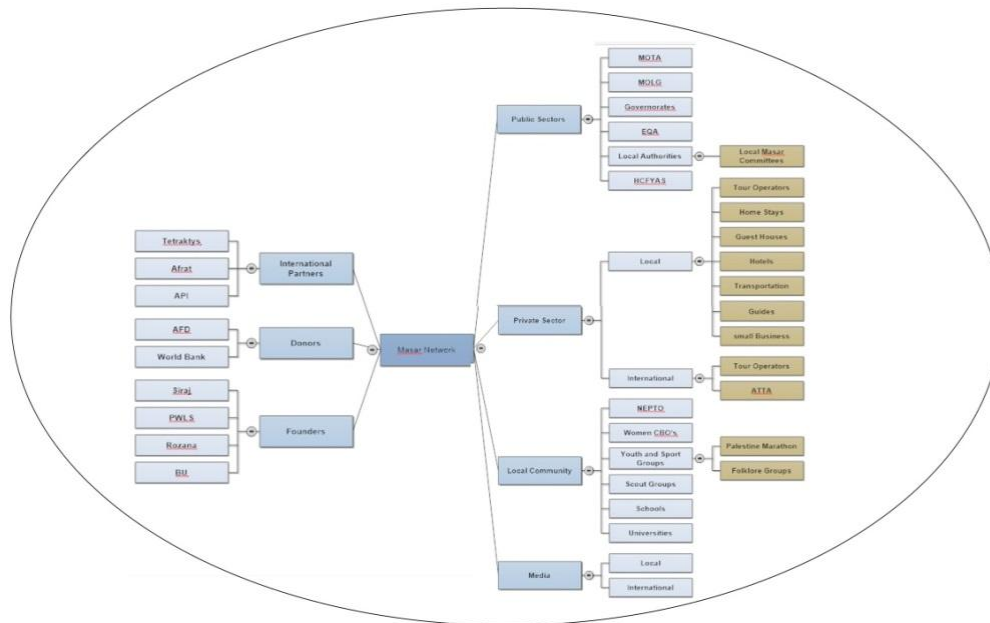 Tetraktys
Afrat
API
AFD
World Bank
Siraj
PWLS
Rozana
BU
International
Partners
Donors
Founders
Masar Network
Public Sectors
MOTA
MOLG
Governorates
EQA
Local Authorities
HCFYAS
Local Masar
Committees
Private Sector
Local
Tour Operators
Home Stays
Guest Houses
Hotels
Transportation
Guides
small Business
International
Tour Operators
ATTA
Local Community
NEPTO
Women CBO's
Youth and Sport
Groups
Scout Groups
Schools
Universities
Palestine Marathon
Folklore Groups
Media
Local
International